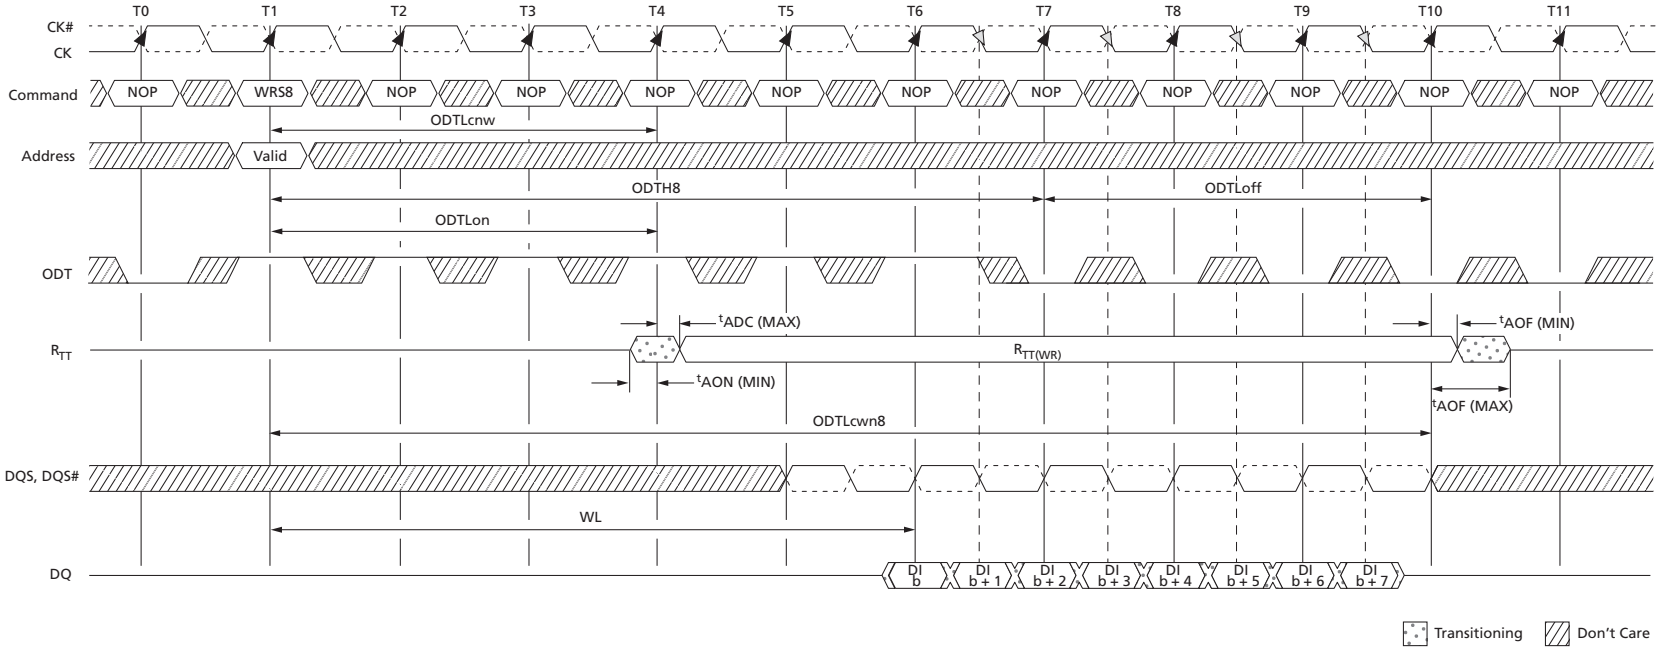 T0 T1 T2 T3 T4 T5 T6 T7 T8 T9 T10 T11
CK#
CK
Command NOP WRS8 NOP NOP NOP NOP NOP NOP NOP NOP NOP NOP
ODTLcnw
Address Valid
ODTH8 ODTLoff
ODTLon
ODT
tADC (MAX) tAOF (MIN)
RTT RTT(WR)
tAON (MIN)
tAOF (MAX)
ODTLcwn8
DQS, DQS#
WL
DQ DI b DI b + 1 DI b + 2 DI b + 3 DI b + 4 DI b + 5 DI b + 6 DI b + 7
Transitioning Don't Care